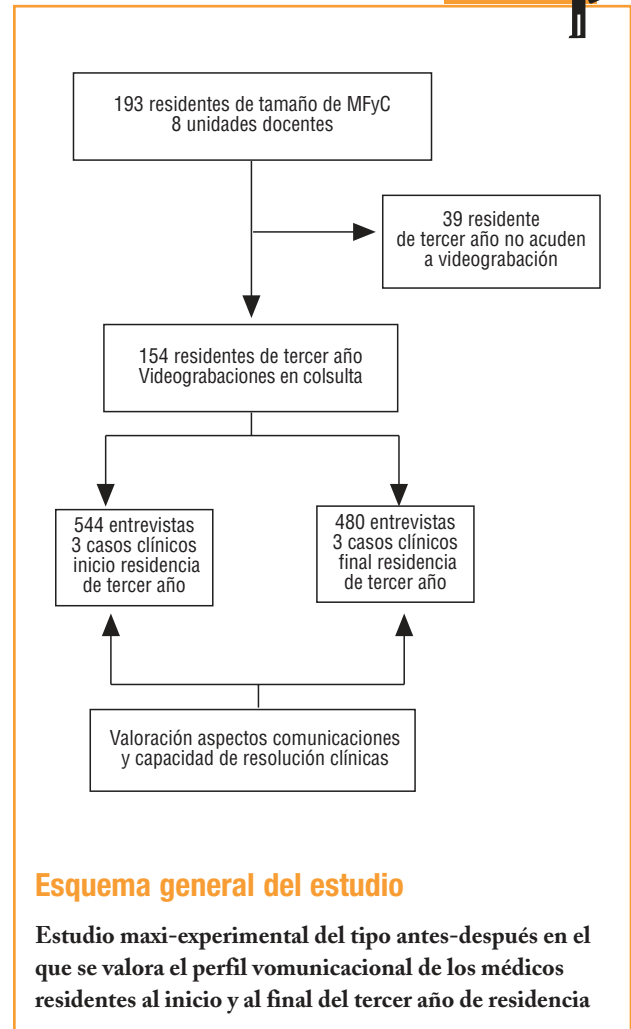 193 residentes de tamaño de MFyC
8 unidades docentes
39 residente
de tercer año no acuden
a videograbación
154 residentes de tercer año
Videograbaciones en colsulta
544 entrevistas
3 casos clínicos
inicio residencia
de tercer año
480 entrevistas
3 casos clínicos
final residencia
de tercer año
Valoración aspectos comunicaciones
y capacidad de resolución clínicas
Esquema general del estudio
Estudio maxi-experimental del tipo antes-después en el
que se valora el perfil vomunicacional de los médicos
residentes al inicio y al final del tercer año de residencia